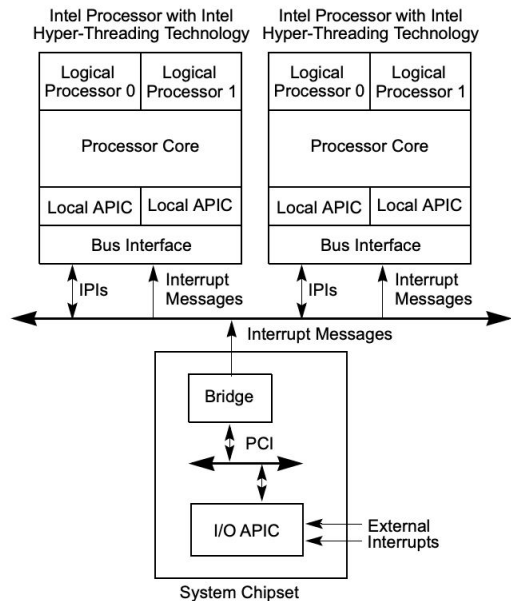 Intel Processor with Intel
Hyper-Threading Technology
Intel Processor with Intel
Hyper-Threading Technology
Logical
Processor 0
Logical
Processor 1
Logical
Processor 0
Logical
Processor 1
Processor Core
Processor Core
Local APIC
Local APIC
Local APIC
Local APIC
Bus Interface
Bus Interface
IPIs
Interrupt
Messages
IPIs
Interrupt
Messages
Interrupt Messages
Bridge
PCI
I/O APIC
External
Interrupts
System Chipset